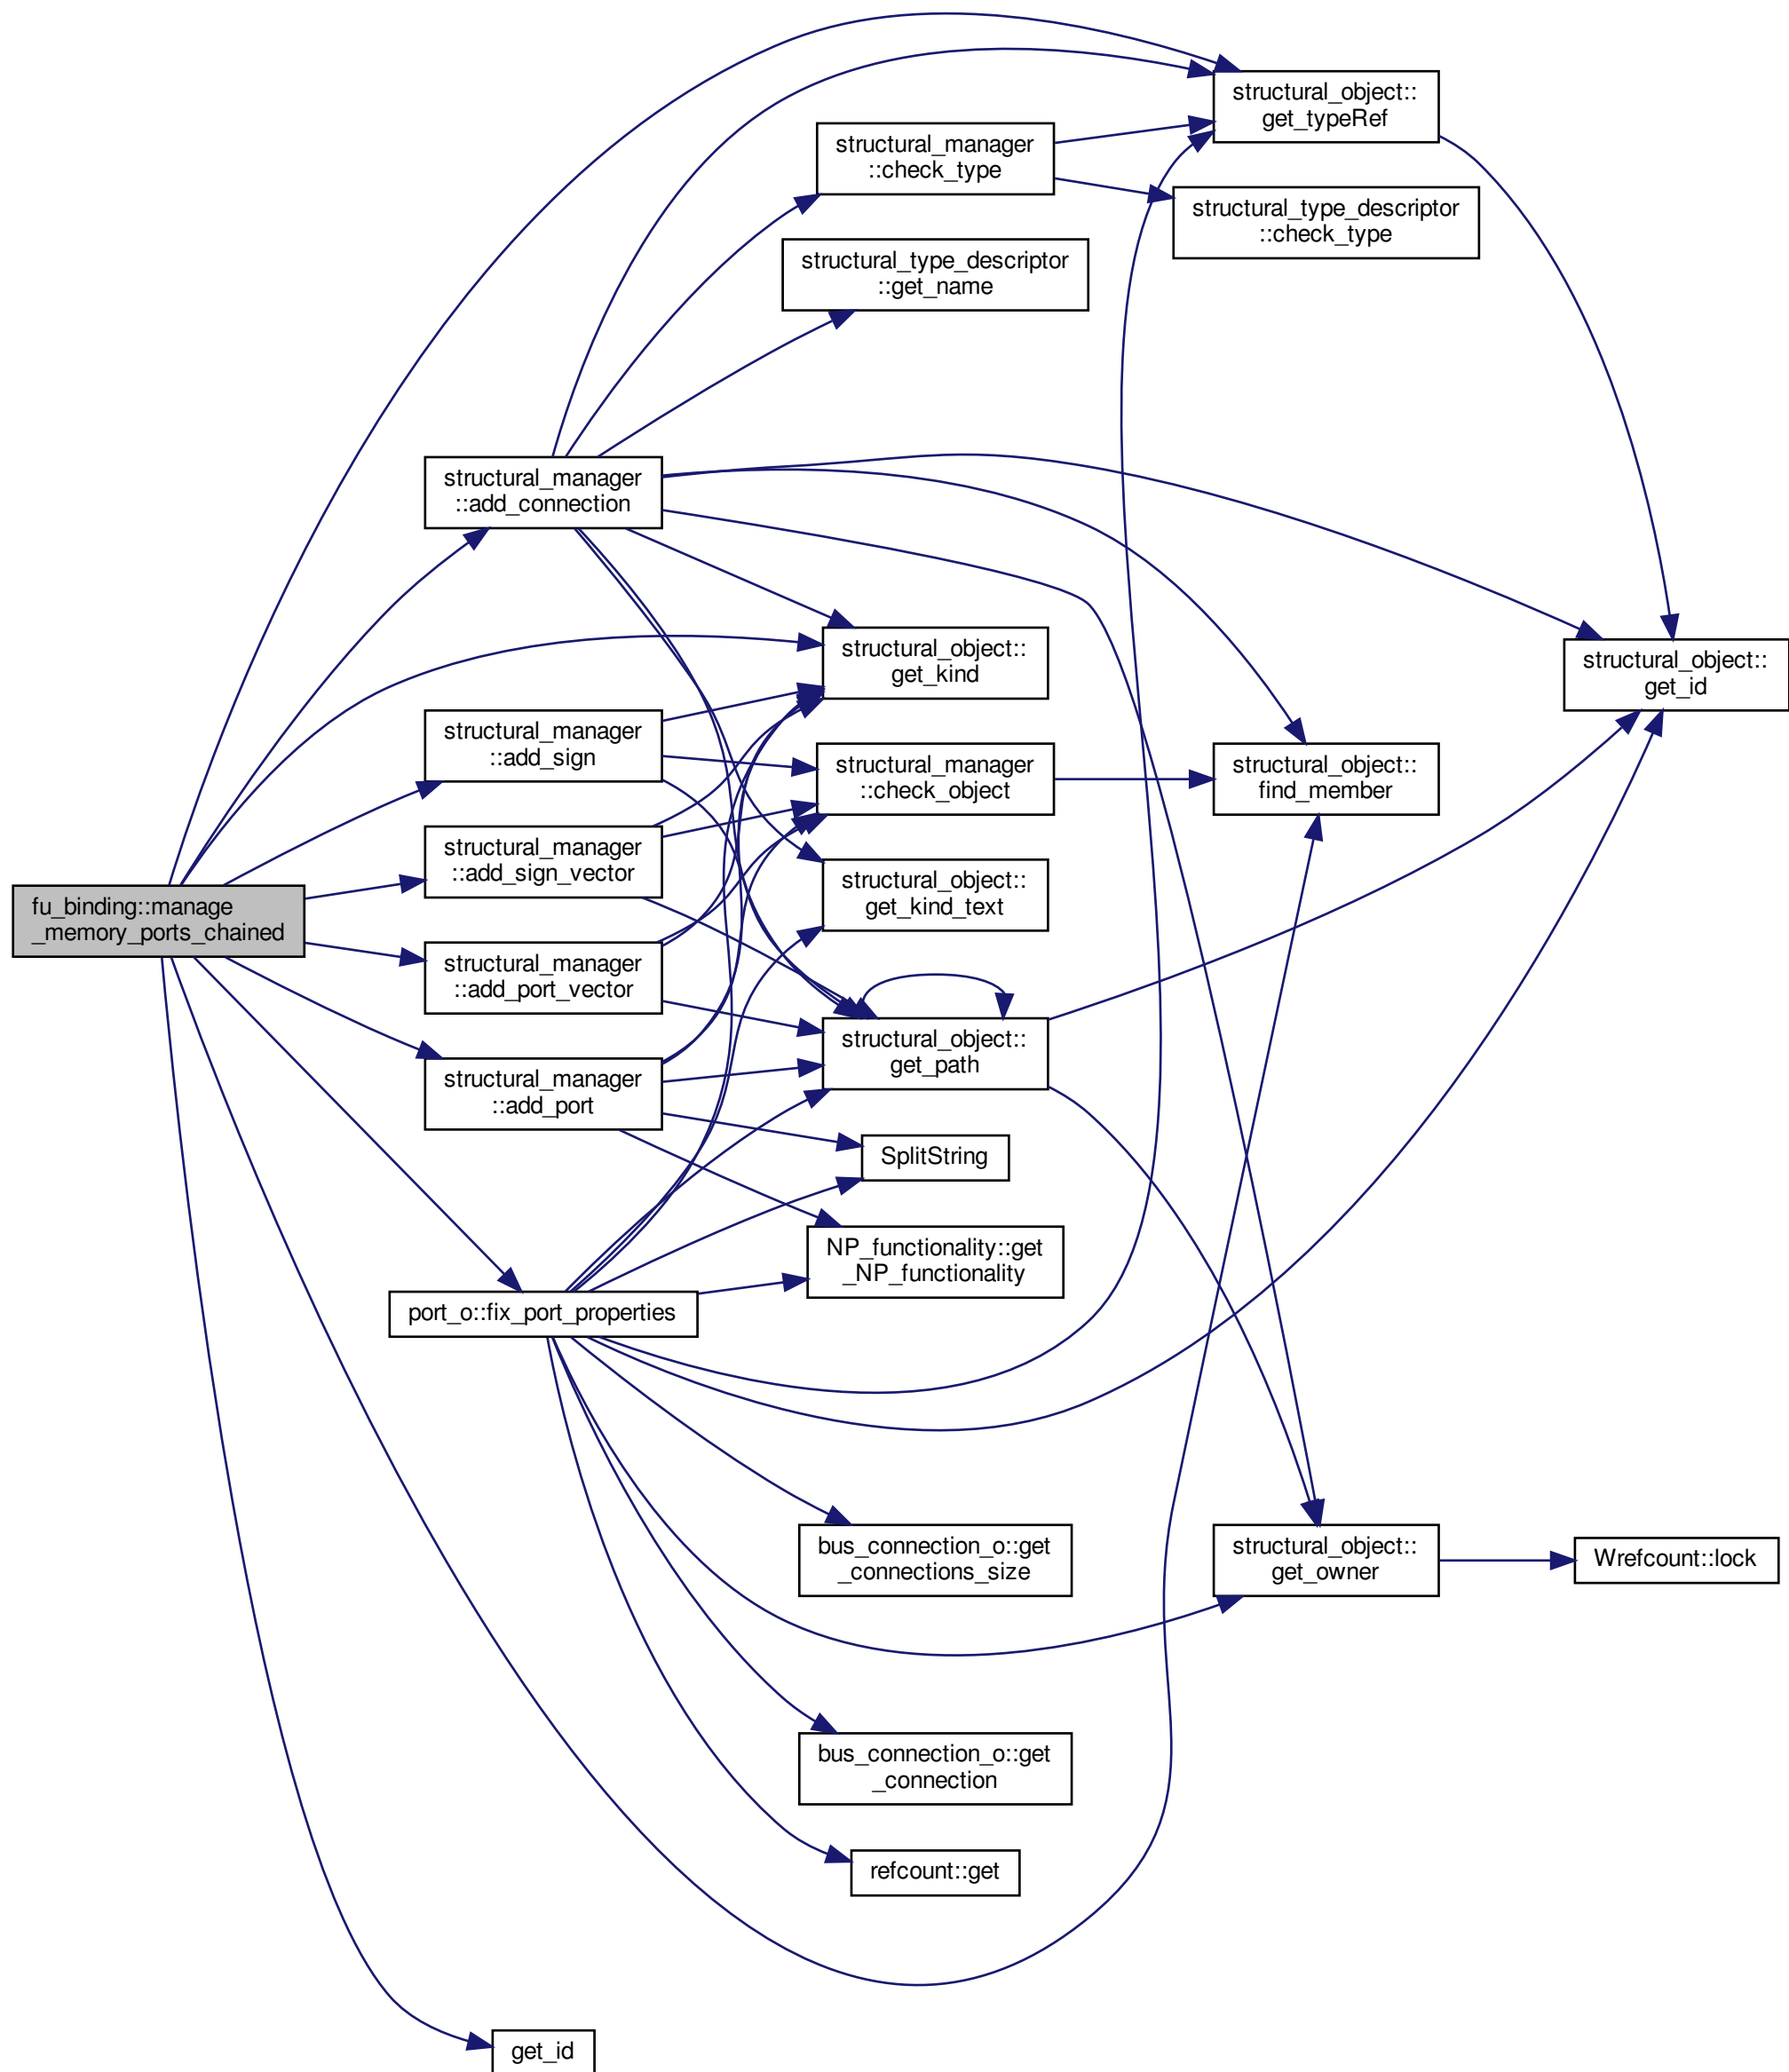 structural_object::
get_typeRef
structural_manager
::check_type
structural_type_descriptor
::check_type
structural_type_descriptor
::get_name
structural_manager
::add_connection
structural_object::
get_kind
structural_object::
get_id
structural_manager
::add_sign
structural_manager
::check_object
structural_object::
find_member
structural_manager
::add_sign_vector
structural_object::
get_kind_text
fu_binding::manage
_memory_ports_chained
structural_manager
::add_port_vector
structural_object::
get_path
structural_manager
::add_port
SplitString
NP_functionality::get
_NP_functionality
port_o::fix_port_properties
bus_connection_o::get
_connections_size
structural_object::
get_owner
Wrefcount::lock
bus_connection_o::get
_connection
refcount::get
get_id